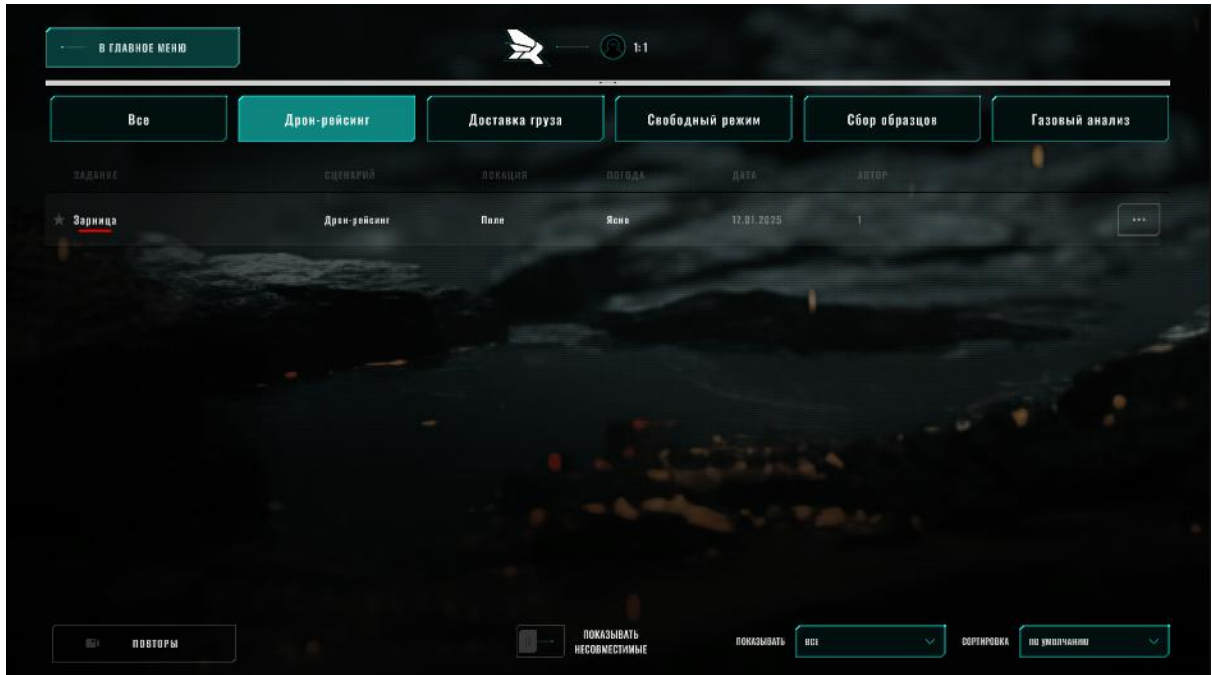 В ГЛАВНОЕ МЕНЮ
1:1
Все
Дрон-рейсинг
Доставка груза
Свободный режим
Сбор образцов
Газовый анализ
ЗАДАНИЕ СЦЕНАРИЙ ЛОКАЦИЯ ПОГОДА ДАТА АВТОР
Зарница Дрон-рейсинг Поле Ясно 17.01.2025 1
ПОВТОРЫ
ПОКАЗЫВАТЬ
НЕСОВМЕСТИМЫЕ
ПОКАЗЫВАТЬ ВСЕ
СОРТИРОВКА ПО УМОЛЧАНИЮ